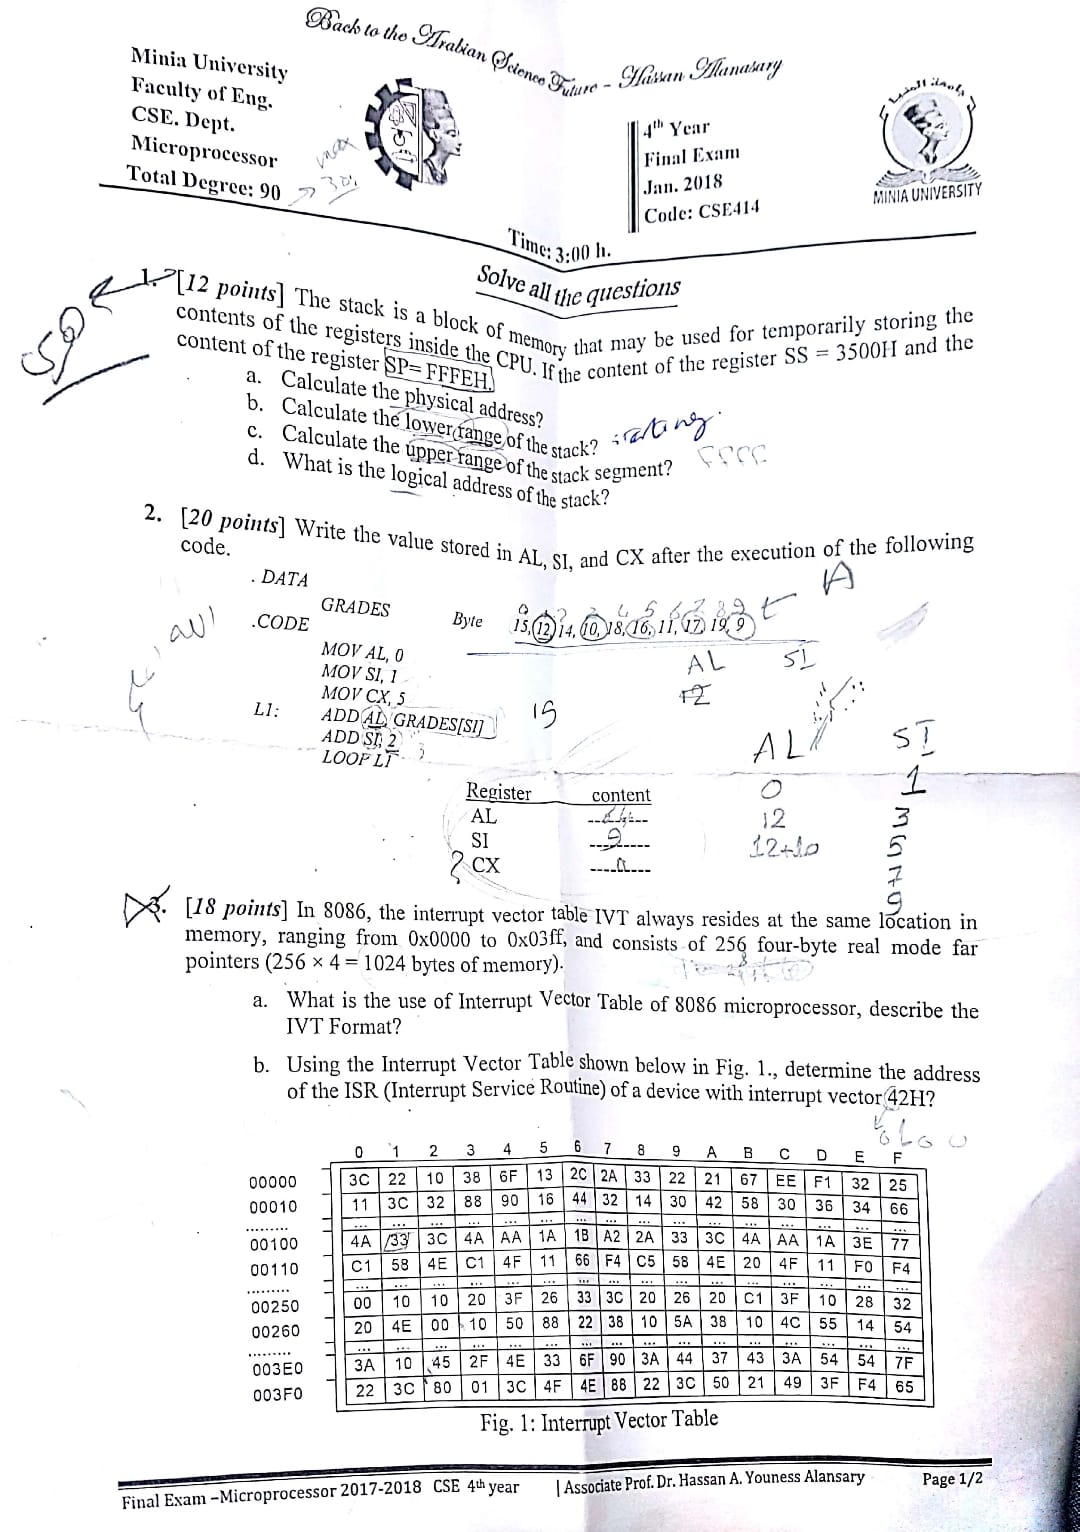 Back to the Arabian Science Future - Hassan Alanasary
Minia University
Faculty of Eng.
CSE. Dept.
Microprocessor
Total Degree: 90
max
4th Year
Final Exam
Jan. 2018
Code: CSE414
جامعة المنيا
MINIA UNIVERSITY
Time: 3:00 h.
Solve all the questions
1. [12 points] The stack is a block of memory that may be used for temporarily storing the
contents of the registers inside the CPU. If the content of the register SS = 3500H and the
content of the register SP= FFFEH.
a. Calculate the physical address?
b. Calculate the lower range of the stack? starting
c. Calculate the upper range of the stack segment? FFFF
d. What is the logical address of the stack?
2. [20 points] Write the value stored in AL, SI, and CX after the execution of the following
code.
. DATA
GRADES Byte 15, 12, 14, 10, 18, 16, 11, 17, 19, 9
.CODE
MOV AL, 0
MOV SI, 1
MOV CX, 5
L1: ADD AL, GRADES[SI]
ADD SI, 2
LOOP L1
AL SI
12
15
AL SI
0 1
12 3
12+10 5
7
9
Register content
AL
SI 9
CX
3. [18 points] In 8086, the interrupt vector table IVT always resides at the same location in
memory, ranging from 0x0000 to 0x03ff, and consists of 256 four-byte real mode far
pointers (256 × 4 = 1024 bytes of memory).
a. What is the use of Interrupt Vector Table of 8086 microprocessor, describe the
IVT Format?
b. Using the Interrupt Vector Table shown below in Fig. 1., determine the address
of the ISR (Interrupt Service Routine) of a device with interrupt vector 42H?
0 1 2 3 4 5 6 7 8 9 A B C D E F
00000 3C 22 10 38 6F 13 2C 2A 33 22 21 67 EE F1 32 25
00010 11 3C 32 88 90 16 44 32 14 30 42 58 30 36 34 66
......... ... ... ... ... ... ... ... ... ... ... ... ... ... ... ... ...
00100 4A 33 3C 4A AA 1A 1B A2 2A 33 3C 4A AA 1A 3E 77
00110 C1 58 4E C1 4F 11 66 F4 C5 58 4E 20 4F 11 F0 F4
......... ... ... ... ... ... ... ... ... ... ... ... ... ... ... ... ...
00250 00 10 10 20 3F 26 33 3C 20 26 20 C1 3F 10 28 32
00260 20 4E 00 10 50 88 22 38 10 5A 38 10 4C 55 14 54
......... ... ... ... ... ... ... ... ... ... ... ... ... ... ... ... ...
003E0 3A 10 45 2F 4E 33 6F 90 3A 44 37 43 3A 54 54 7F
003F0 22 3C 80 01 3C 4F 4E 88 22 3C 50 21 49 3F F4 65
Fig. 1: Interrupt Vector Table
Final Exam –Microprocessor 2017-2018 CSE 4th year | Associate Prof. Dr. Hassan A. Youness Alansary Page 1/2